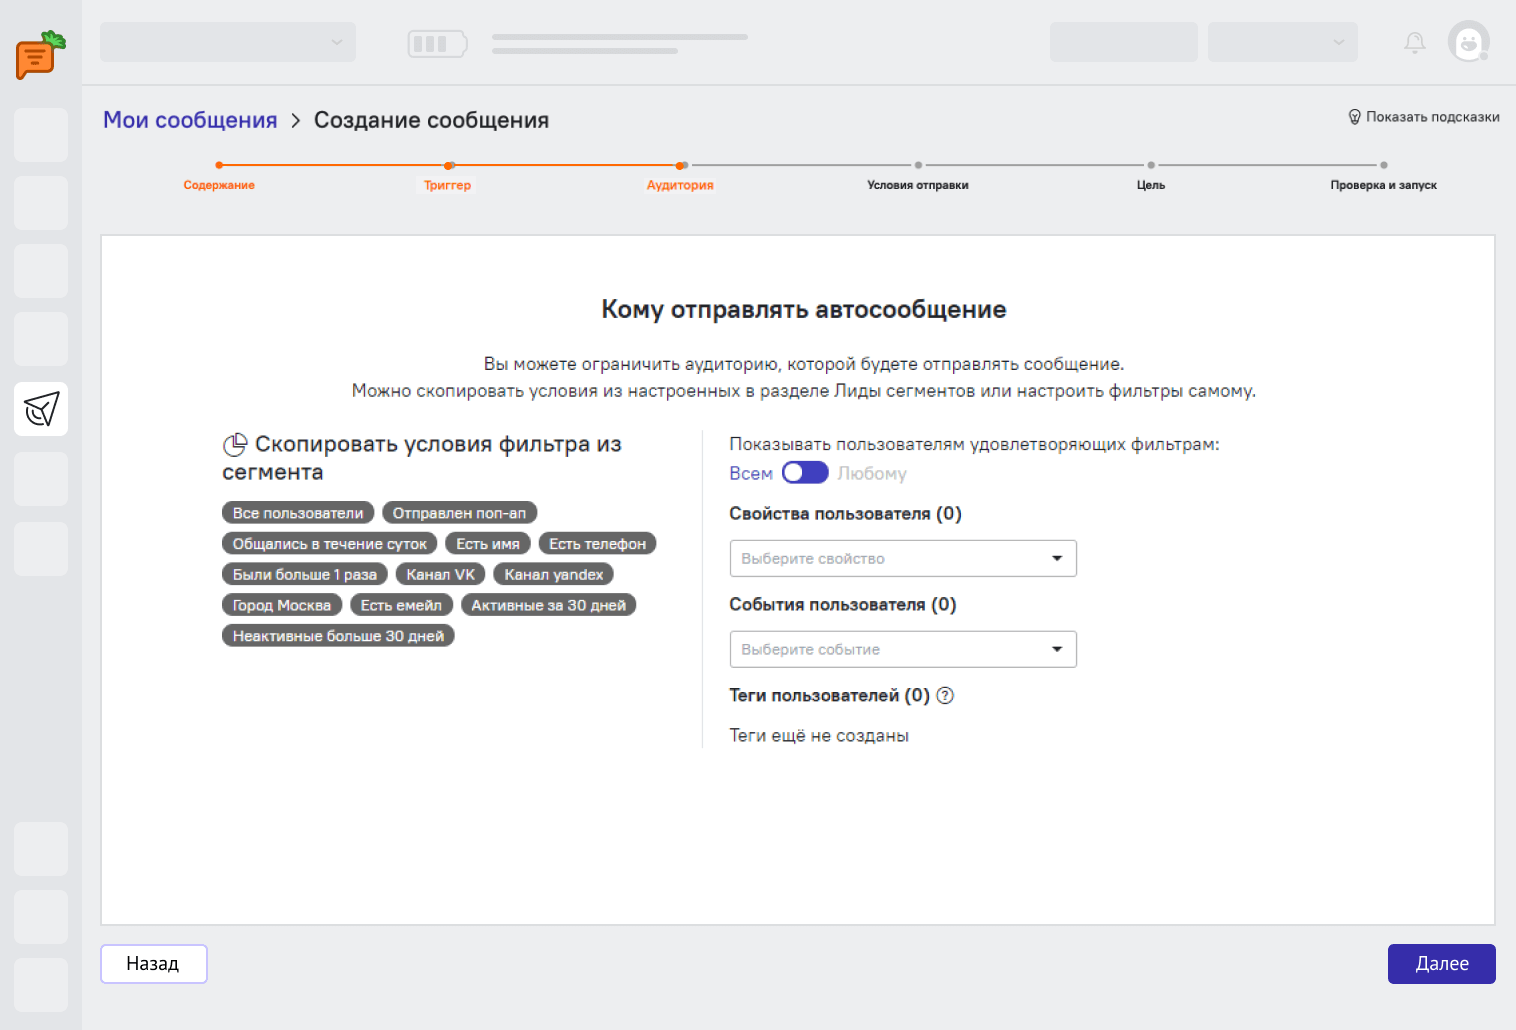 Мои сообщения > Создание сообщения
Показать подсказки
Содержание
Триггер
Аудитория
Условия отправки
Цель
Проверка и запуск
Кому отправлять автосообщение
Вы можете ограничить аудиторию, которой будете отправлять сообщение.
Можно скопировать условия из настроенных в разделе Лиды сегментов или настроить фильтры самому.
Скопировать условия фильтра из
сегмента
Все пользователи Отправлен поп-ап
Общались в течение суток Есть имя Есть телефон
Были больше 1 раза Канал VK Канал yandex
Город Москва Есть емейл Активные за 30 дней
Неактивные больше 30 дней
Показывать пользователям удовлетворяющих фильтрам:
Всем Любому
Свойства пользователя (0)
Выберите свойство
События пользователя (0)
Выберите событие
Теги пользователей (0) ?
Теги ещё не созданы
Назад
Далее